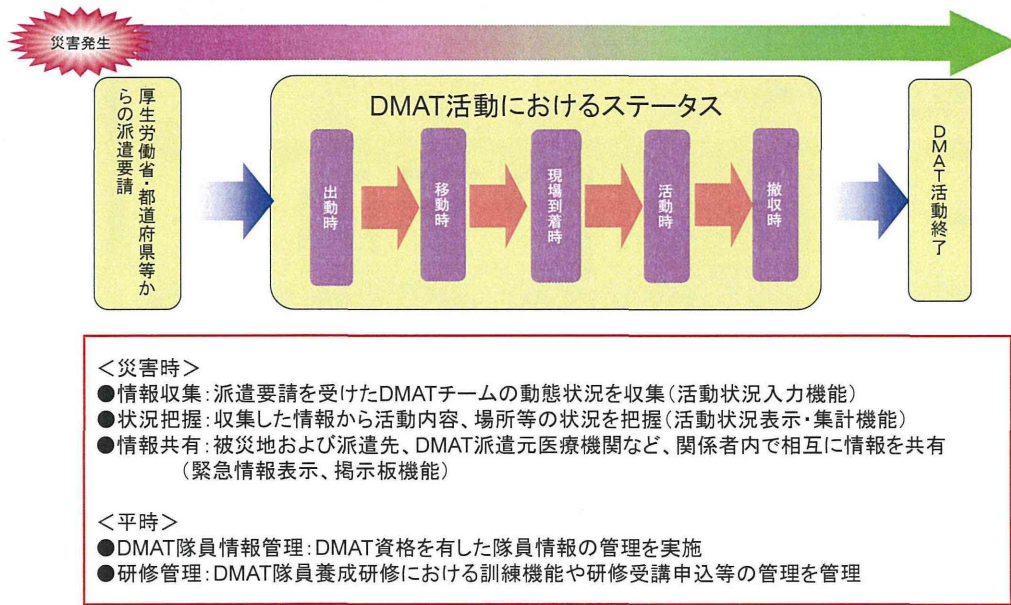 災害発生
厚生労働省・都道府県等か
らの派遣要請
DMAT活動におけるステータス
出動時
移動時
現場到着時
活動時
撤収時
DMAT活動終了
<災害時>
●情報収集:派遣要請を受けたDMATチームの動態状況を収集(活動状況入力機能)
●状況把握:収集した情報から活動内容、場所等の状況を把握(活動状況表示・集計機能)
●情報共有:被災地および派遣先、DMAT派遣元医療機関など、関係者内で相互に情報を共有
(緊急情報表示、掲示板機能)
<平時>
●DMAT隊員情報管理:DMAT資格を有した隊員情報の管理を実施
●研修管理:DMAT隊員養成研修における訓練機能や研修受講申込等の管理を管理